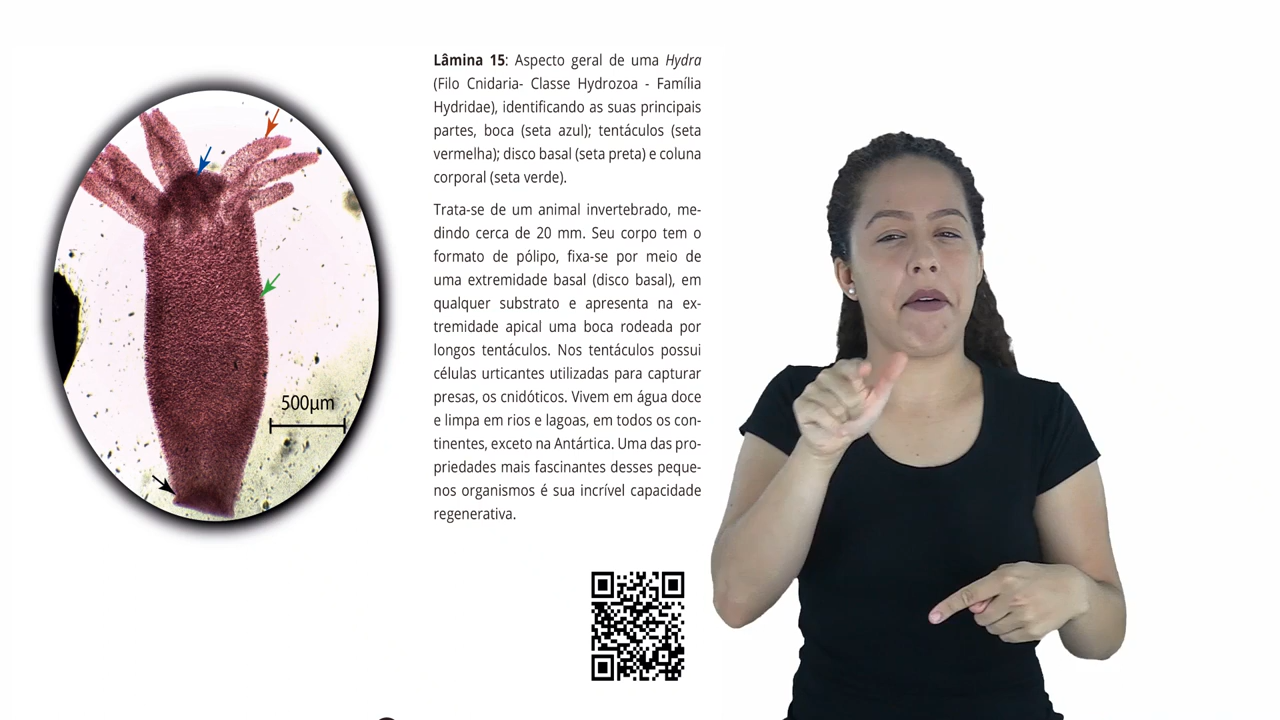 Lâmina 15: Aspecto geral de uma Hydra
(Filo Cnidaria- Classe Hydrozoa - Família
Hydridae), identificando as suas principais
partes, boca (seta azul); tentáculos (seta
vermelha); disco basal (seta preta) e coluna
corporal (seta verde).
Trata-se de um animal invertebrado, me-
dindo cerca de 20 mm. Seu corpo tem o
formato de pólipo, fixa-se por meio de
uma extremidade basal (disco basal), em
qualquer substrato e apresenta na ex-
tremidade apical uma boca rodeada por
longos tentáculos. Nos tentáculos possui
células urticantes utilizadas para capturar
presas, os cnidóticos. Vivem em água doce
e limpa em rios e lagoas, em todos os con-
tinentes, exceto na Antártica. Uma das pro-
priedades mais fascinantes desses peque-
nos organismos é sua incrível capacidade
regenerativa.
500µm